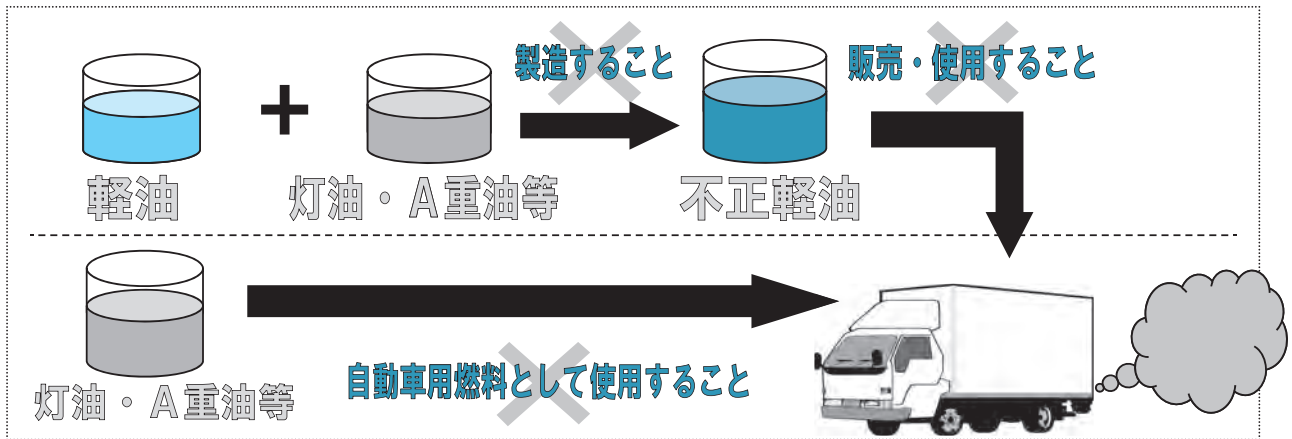 製造すること
販売・使用すること
+
軽油
灯油・A重油等
不正軽油
灯油・A重油等
自動車用燃料として使用すること